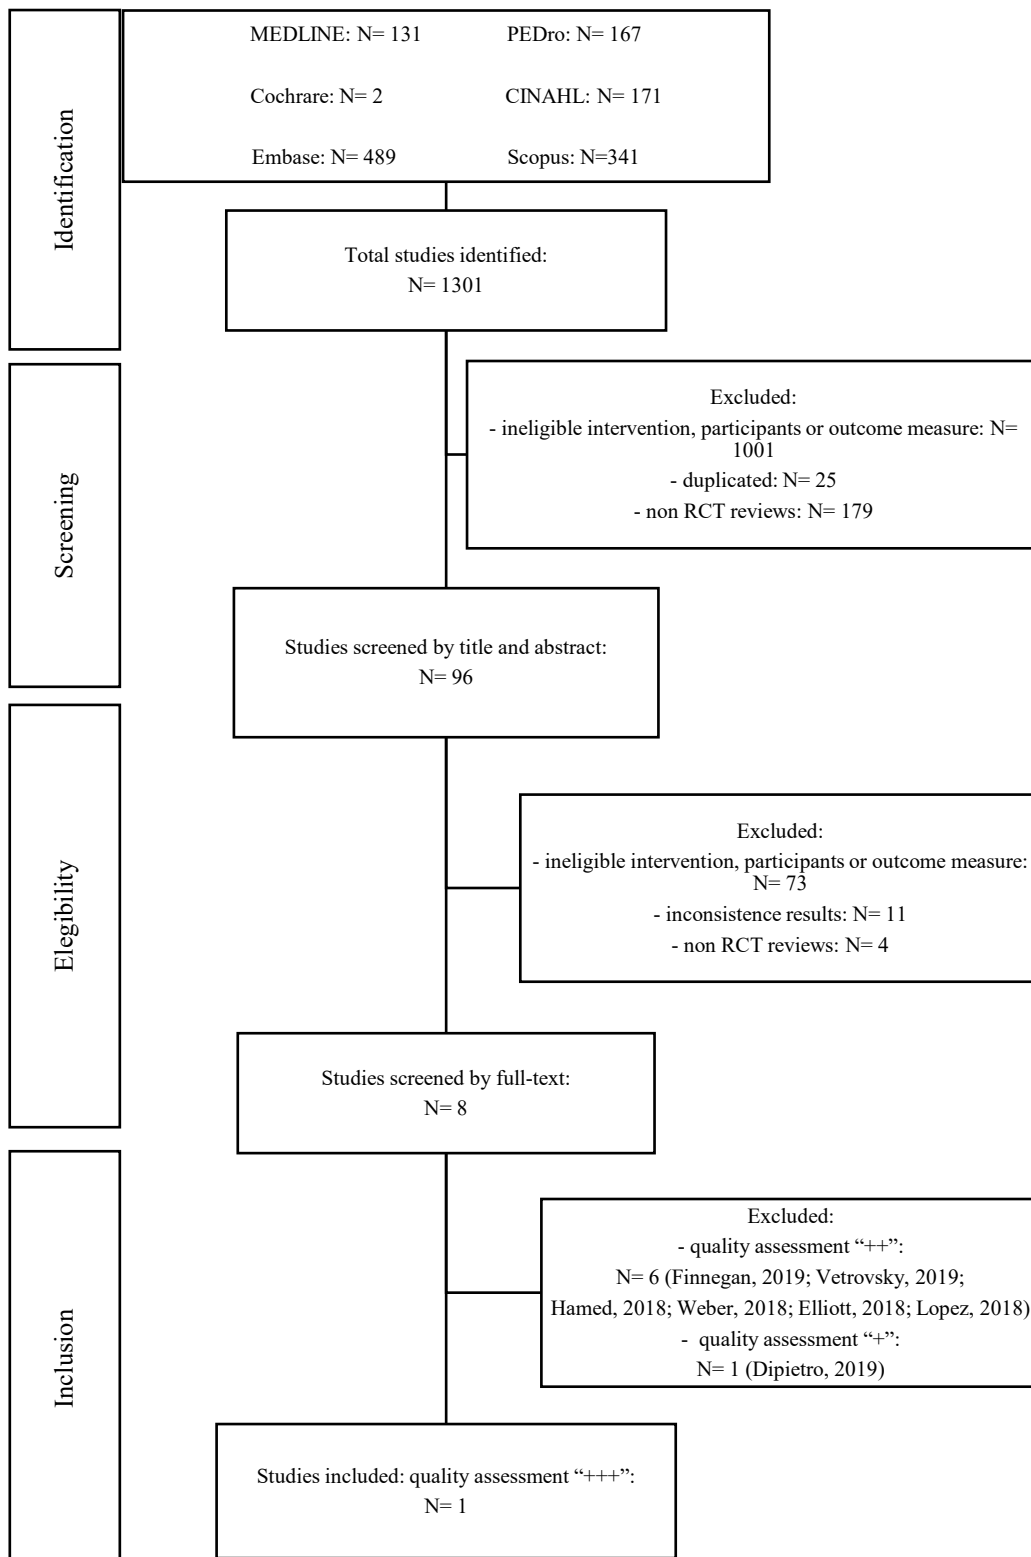 Identification
MEDLINE: N= 131 PEDro: N= 167
Cochrare: N= 2 CINAHL: N= 171
Embase: N= 489 Scopus: N=341
Total studies identified:
N= 1301
Screening
Excluded:
- ineligible intervention, participants or outcome measure: N=
1001
- duplicated: N= 25
- non RCT reviews: N= 179
Studies screened by title and abstract:
N= 96
Elegibility
Excluded:
- ineligible intervention, participants or outcome measure:
N= 73
- inconsistence results: N= 11
- non RCT reviews: N= 4
Studies screened by full-text:
N= 8
Inclusion
Excluded:
- quality assessment “++”:
N= 6 (Finnegan, 2019; Vetrovsky, 2019;
Hamed, 2018; Weber, 2018; Elliott, 2018; Lopez, 2018)
- quality assessment “+”:
N= 1 (Dipietro, 2019)
Studies included: quality assessment “+++”:
N= 1